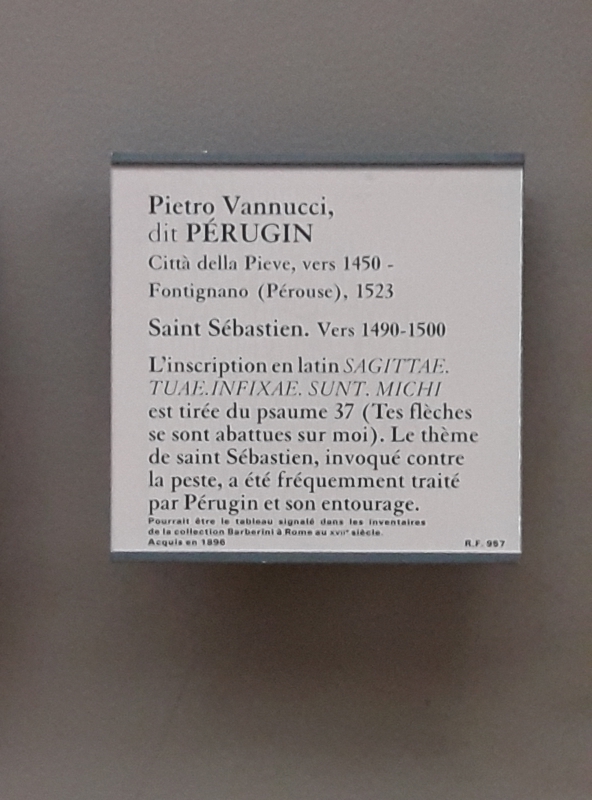 Pietro Vannucci,
dit PÉRUGIN
Città della Pieve, vers 1450 -
Fontignano (Pérouse), 1523
Saint Sébastien. Vers 1490-1500
L'inscription en latin SAGITTAE.
TUAE.INFIXAE. SUNT. MICHI
est tirée du psaume 37 (Tes flèches
se sont abattues sur moi). Le thème
de saint Sébastien, invoqué contre
la peste, a été fréquemment traité
par Pérugin et son entourage.
Pourrait être le tableau signalé dans les inventaires
de la collection Barberini à Rome au XVIIe siècle.
Acquis en 1896 R.F. 957